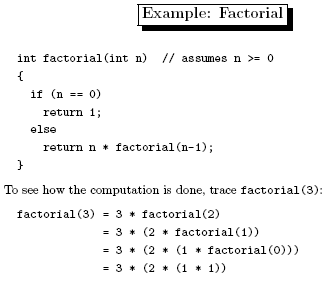 Example: Factorial
int factorial(int n)  // assumes n >= 0
{
  if (n == 0)
    return 1;
  else
    return n * factorial(n-1);
}
To see how the computation is done, trace factorial(3):
factorial(3) = 3 * factorial(2)
             = 3 * (2 * factorial(1))
             = 3 * (2 * (1 * factorial(0)))
             = 3 * (2 * (1 * 1))